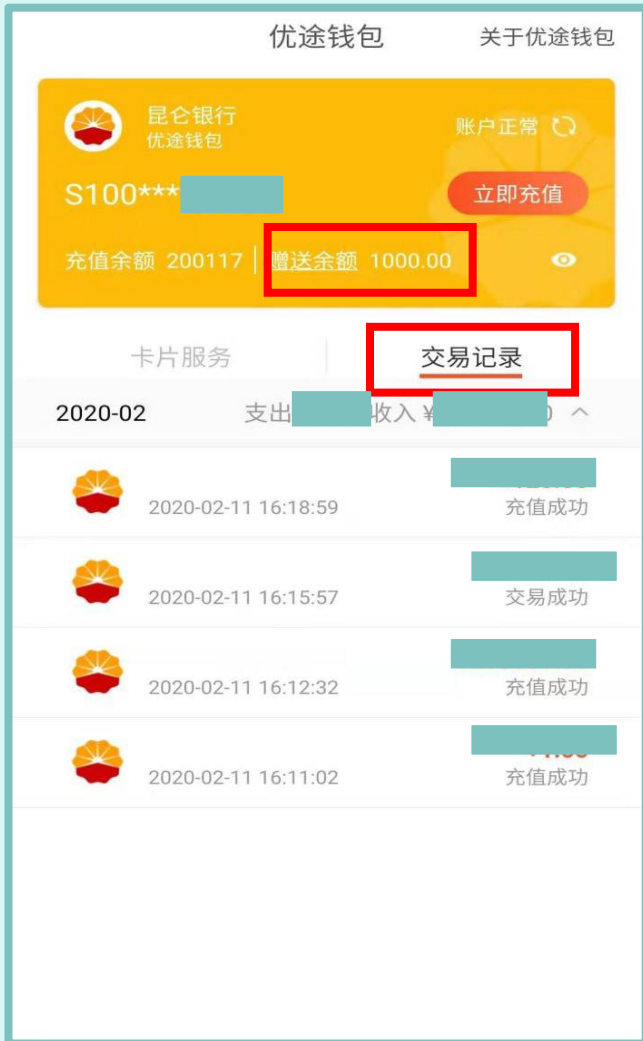 优途钱包 关于优途钱包
昆仑银行
优途钱包
账户正常
S100***
立即充值
充值余额 200117 赠送余额 1000.00
卡片服务 交易记录
2020-02 支出 收入 ¥
2020-02-11 16:18:59 充值成功
2020-02-11 16:15:57 交易成功
2020-02-11 16:12:32 充值成功
2020-02-11 16:11:02 充值成功